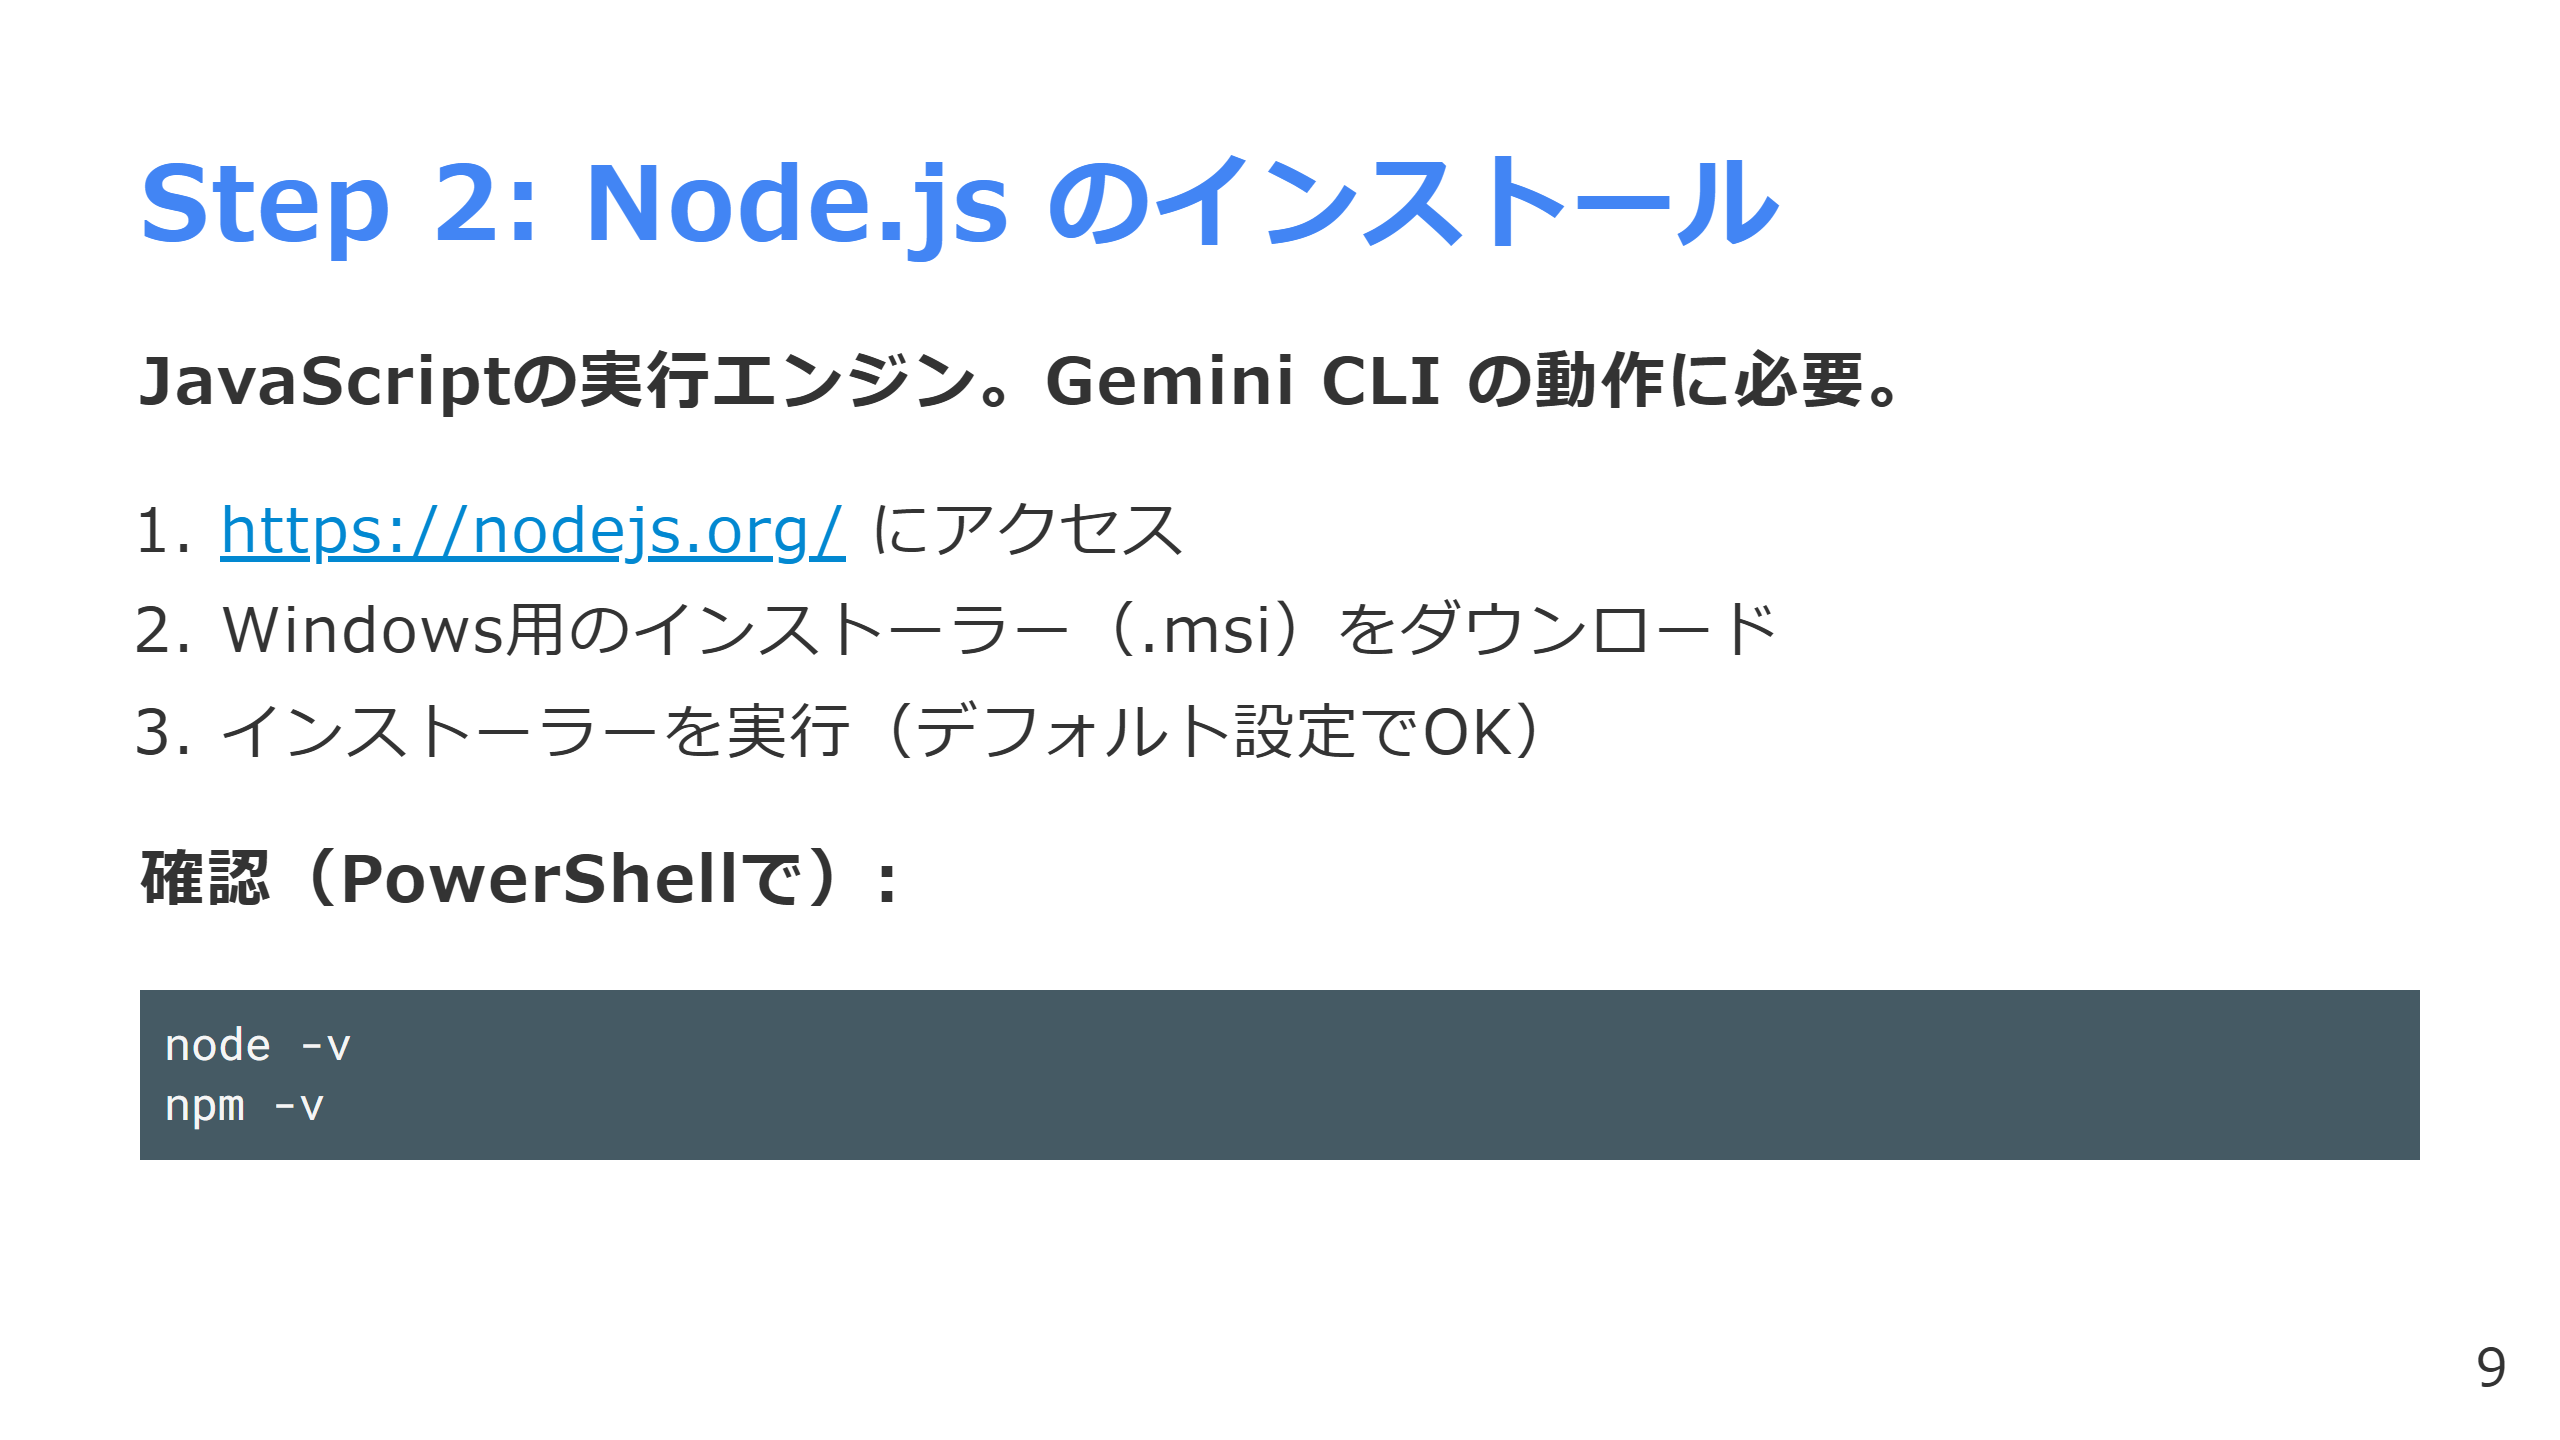 Step 2: Node.js のインストール
JavaScriptの実行エンジン。Gemini CLI の動作に必要。
1. https://nodejs.org/ にアクセス
2. Windows用のインストーラー（.msi）をダウンロード
3. インストーラーを実行（デフォルト設定でOK）
確認（PowerShellで）:
node -v
npm -v
9